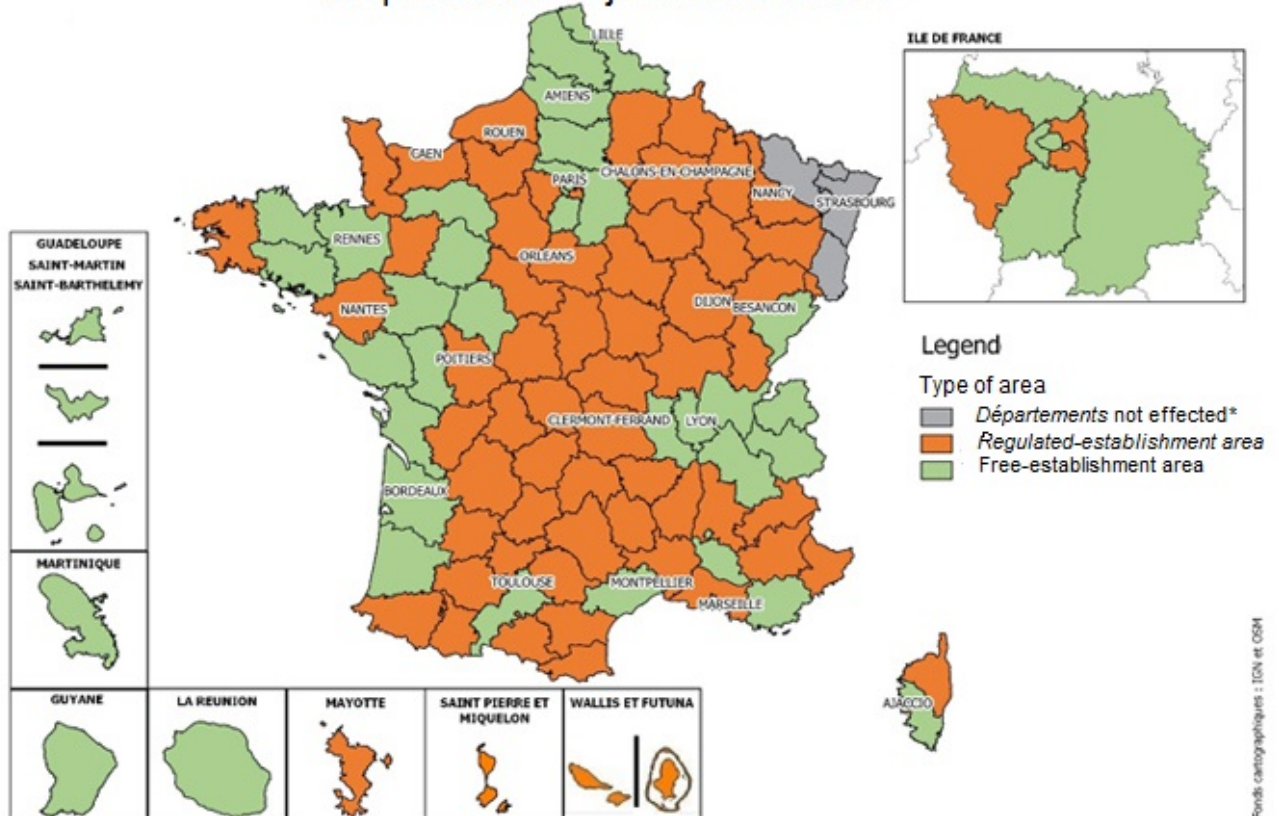 LILLE
ILE DE FRANCE
AMIENS
ROUEN
CAEN
CHALONS-EN-CHAMPAGNE
PARIS
NANCY
STRASBOURG
RENNES
ORLEANS
GUADELOUPE
SAINT-MARTIN
SAINT-BARTHELEMY
NANTES
DIJON
BESANCON
POITIERS
Legend
Type of area
Départements not effected*
Regulated-establishment area
Free-establishment area
CLERMONT-FERRAND
LYON
BORDEAUX
MARTINIQUE
TOULOUSE
MONTPELLIER
MARSEILLE
AJACCIO
GUYANE
LA REUNION
MAYOTTE
SAINT PIERRE ET
MIQUELON
WALLIS ET FUTUNA
Fonds cartographiques : IGN et OSM